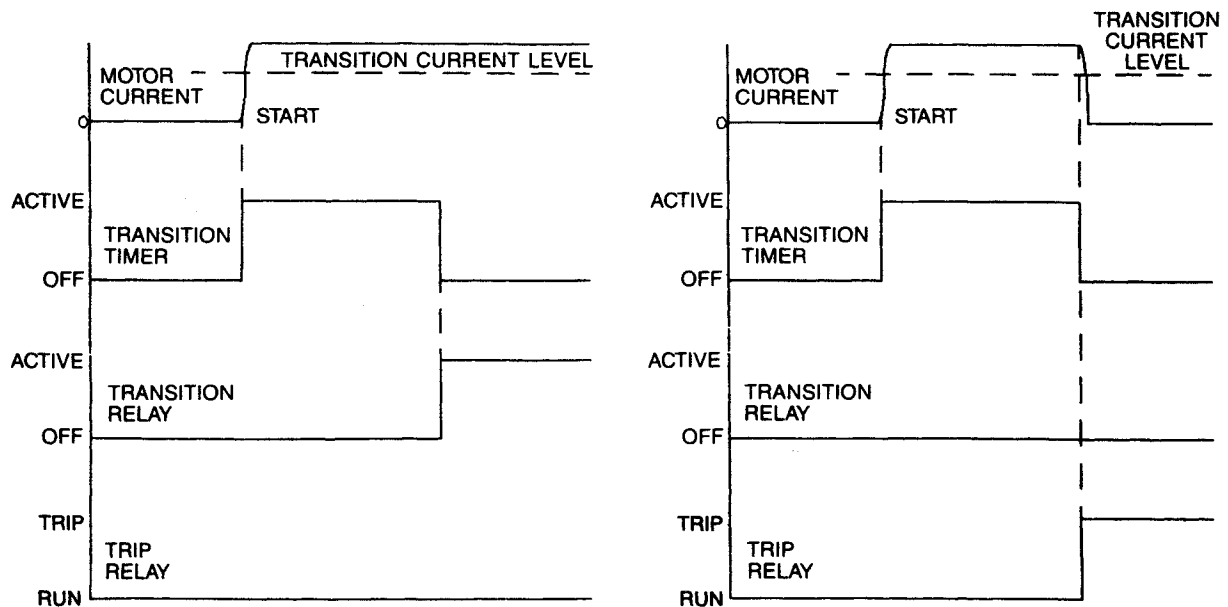 TRANSITION CURRENT LEVEL
MOTOR
CURRENT
START
0
ACTIVE
TRANSITION
TIMER
OFF
ACTIVE
TRANSITION
RELAY
OFF
TRIP
TRIP
RELAY
RUN
TRANSITION
CURRENT
LEVEL
MOTOR
CURRENT
START
0
ACTIVE
TRANSITION
TIMER
OFF
ACTIVE
TRANSITION
RELAY
OFF
TRIP
TRIP
RELAY
RUN